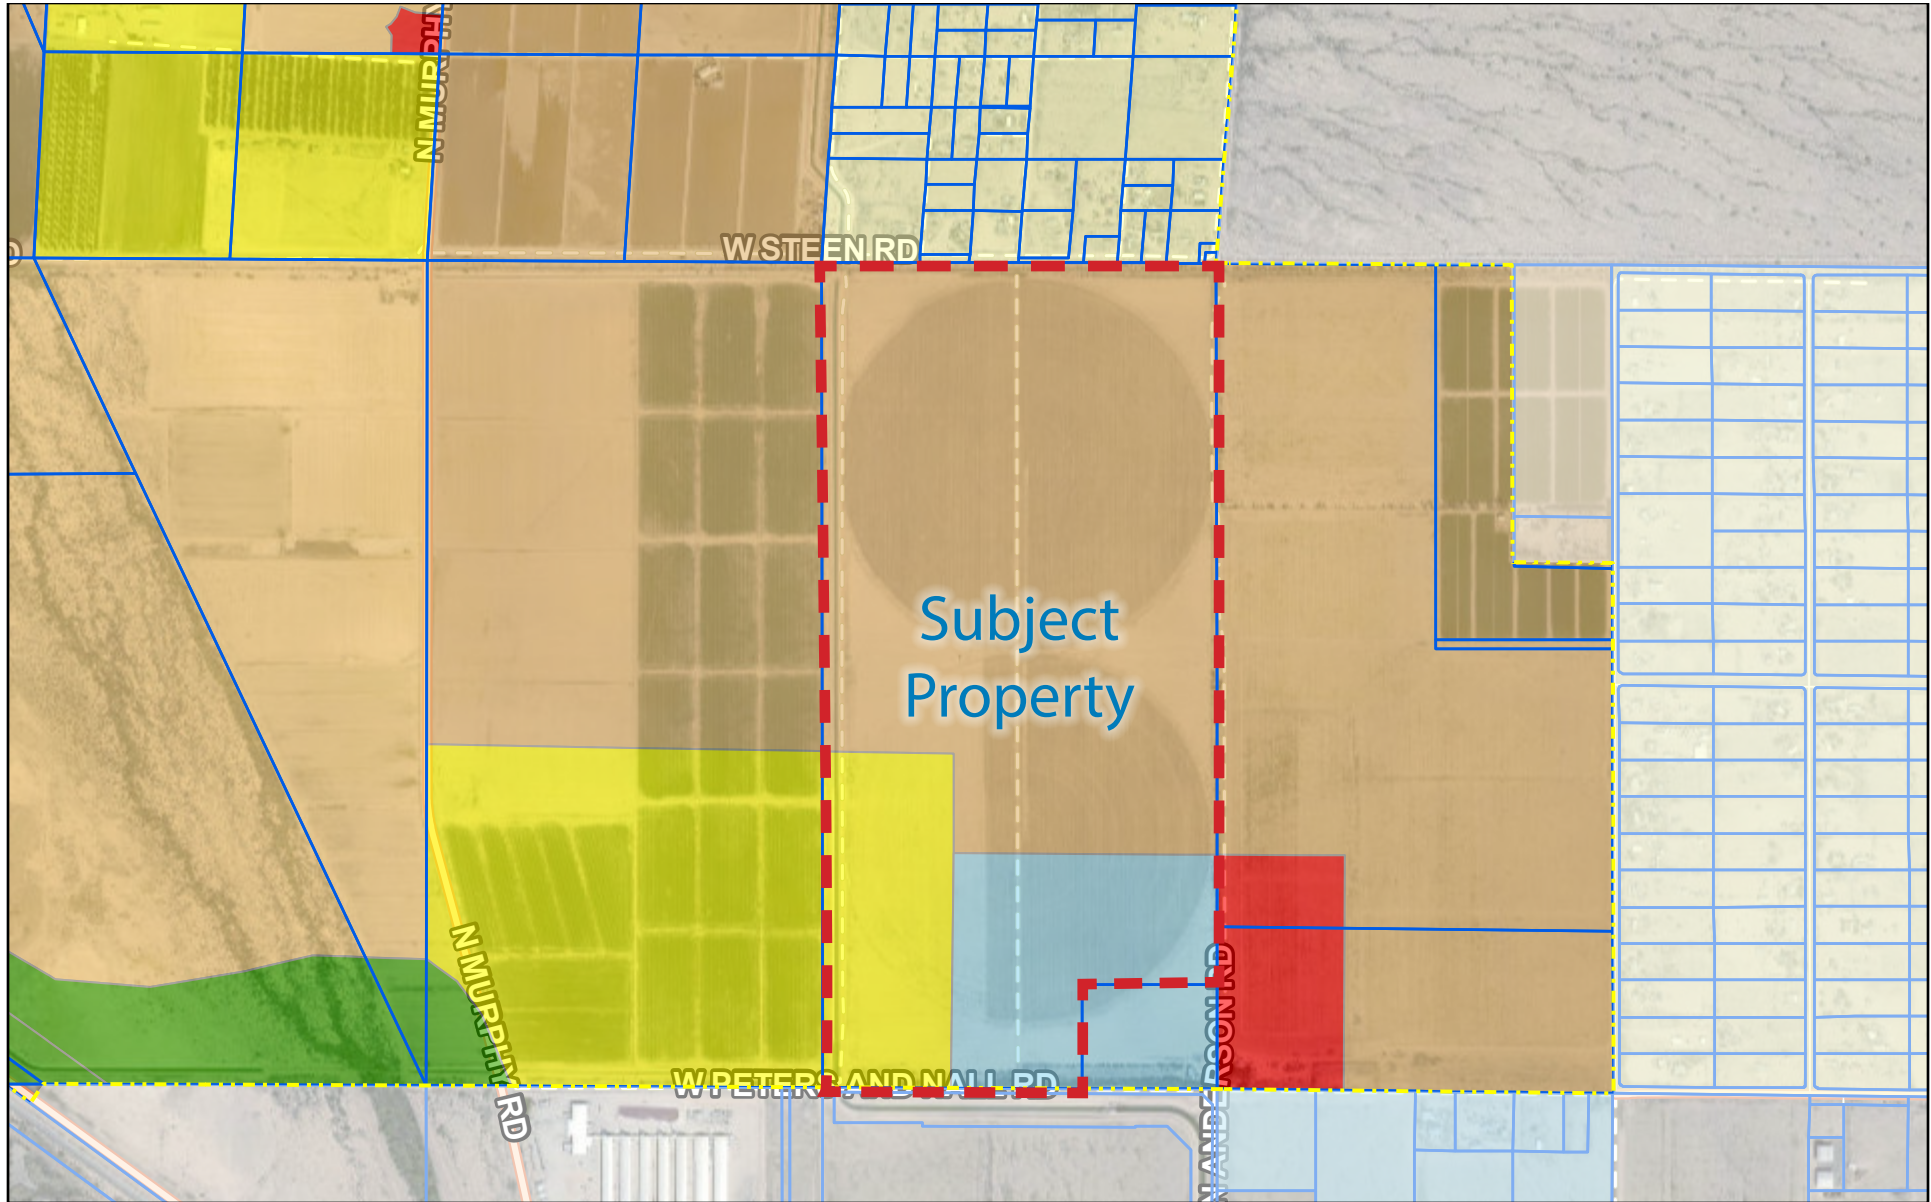 N MURPHY
W STEEN RD
D
Subject
Property
N MURPHY RD
W PETERS AND NALL RD
N ANDERSON RD